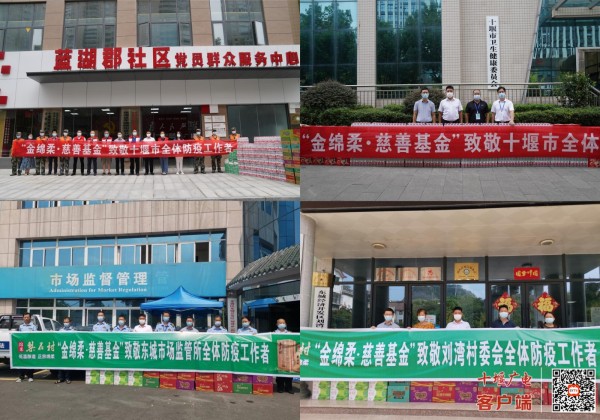 蓝湖郡社区党员群众服务中心
“金绵柔·慈善基金”致敬十堰市全体防疫工作者
十堰市卫生健康委员会
“金绵柔·慈善基金”致敬十堰市全体
市场监督管理
Administration for Market Regulation
“金绵柔·慈善基金”致敬东城市场监管所全体防疫工作者
“金绵柔·慈善基金”致敬刘湾村委会全体防疫工作者
十堰广电
客户端